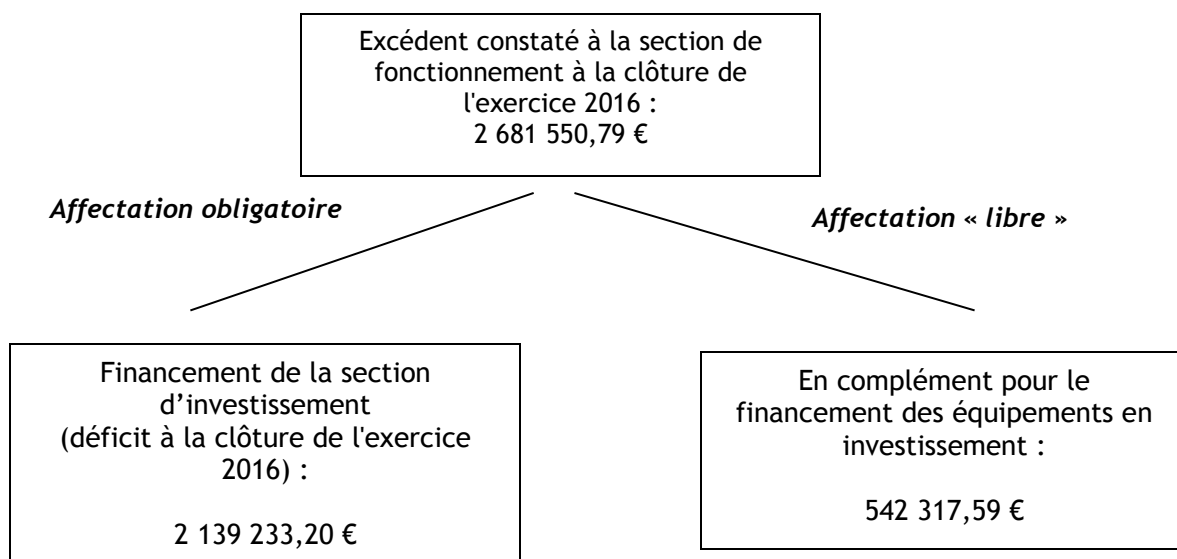 Excédent constaté à la section de
fonctionnement à la clôture de
l'exercice 2016 :
2 681 550,79 €
Affectation obligatoire
Affectation « libre »
Financement de la section
d’investissement
(déficit à la clôture de l'exercice
2016) :
2 139 233,20 €
En complément pour le
financement des équipements en
investissement :
542 317,59 €